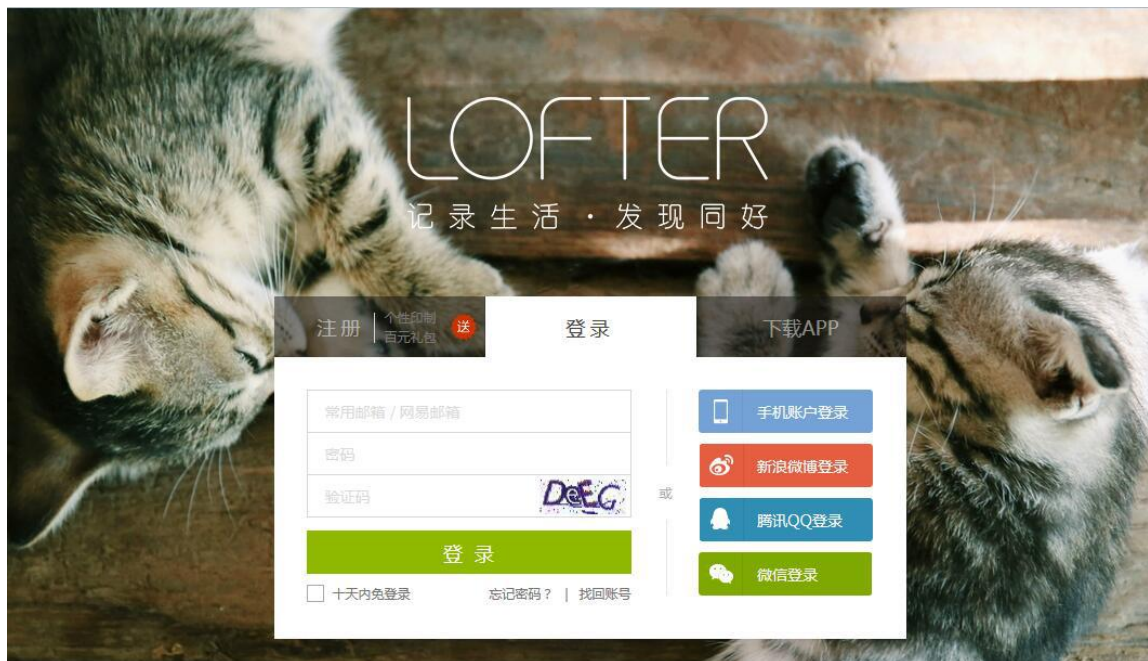 LOFTER
记录生活·发现同好
注册
个性印制
百元礼包
送
登录
下载APP
常用邮箱 / 网易邮箱
密码
验证码
DeEG
登 录
十天内免登录
忘记密码？ | 找回账号
或
手机账户登录
新浪微博登录
腾讯QQ登录
微信登录